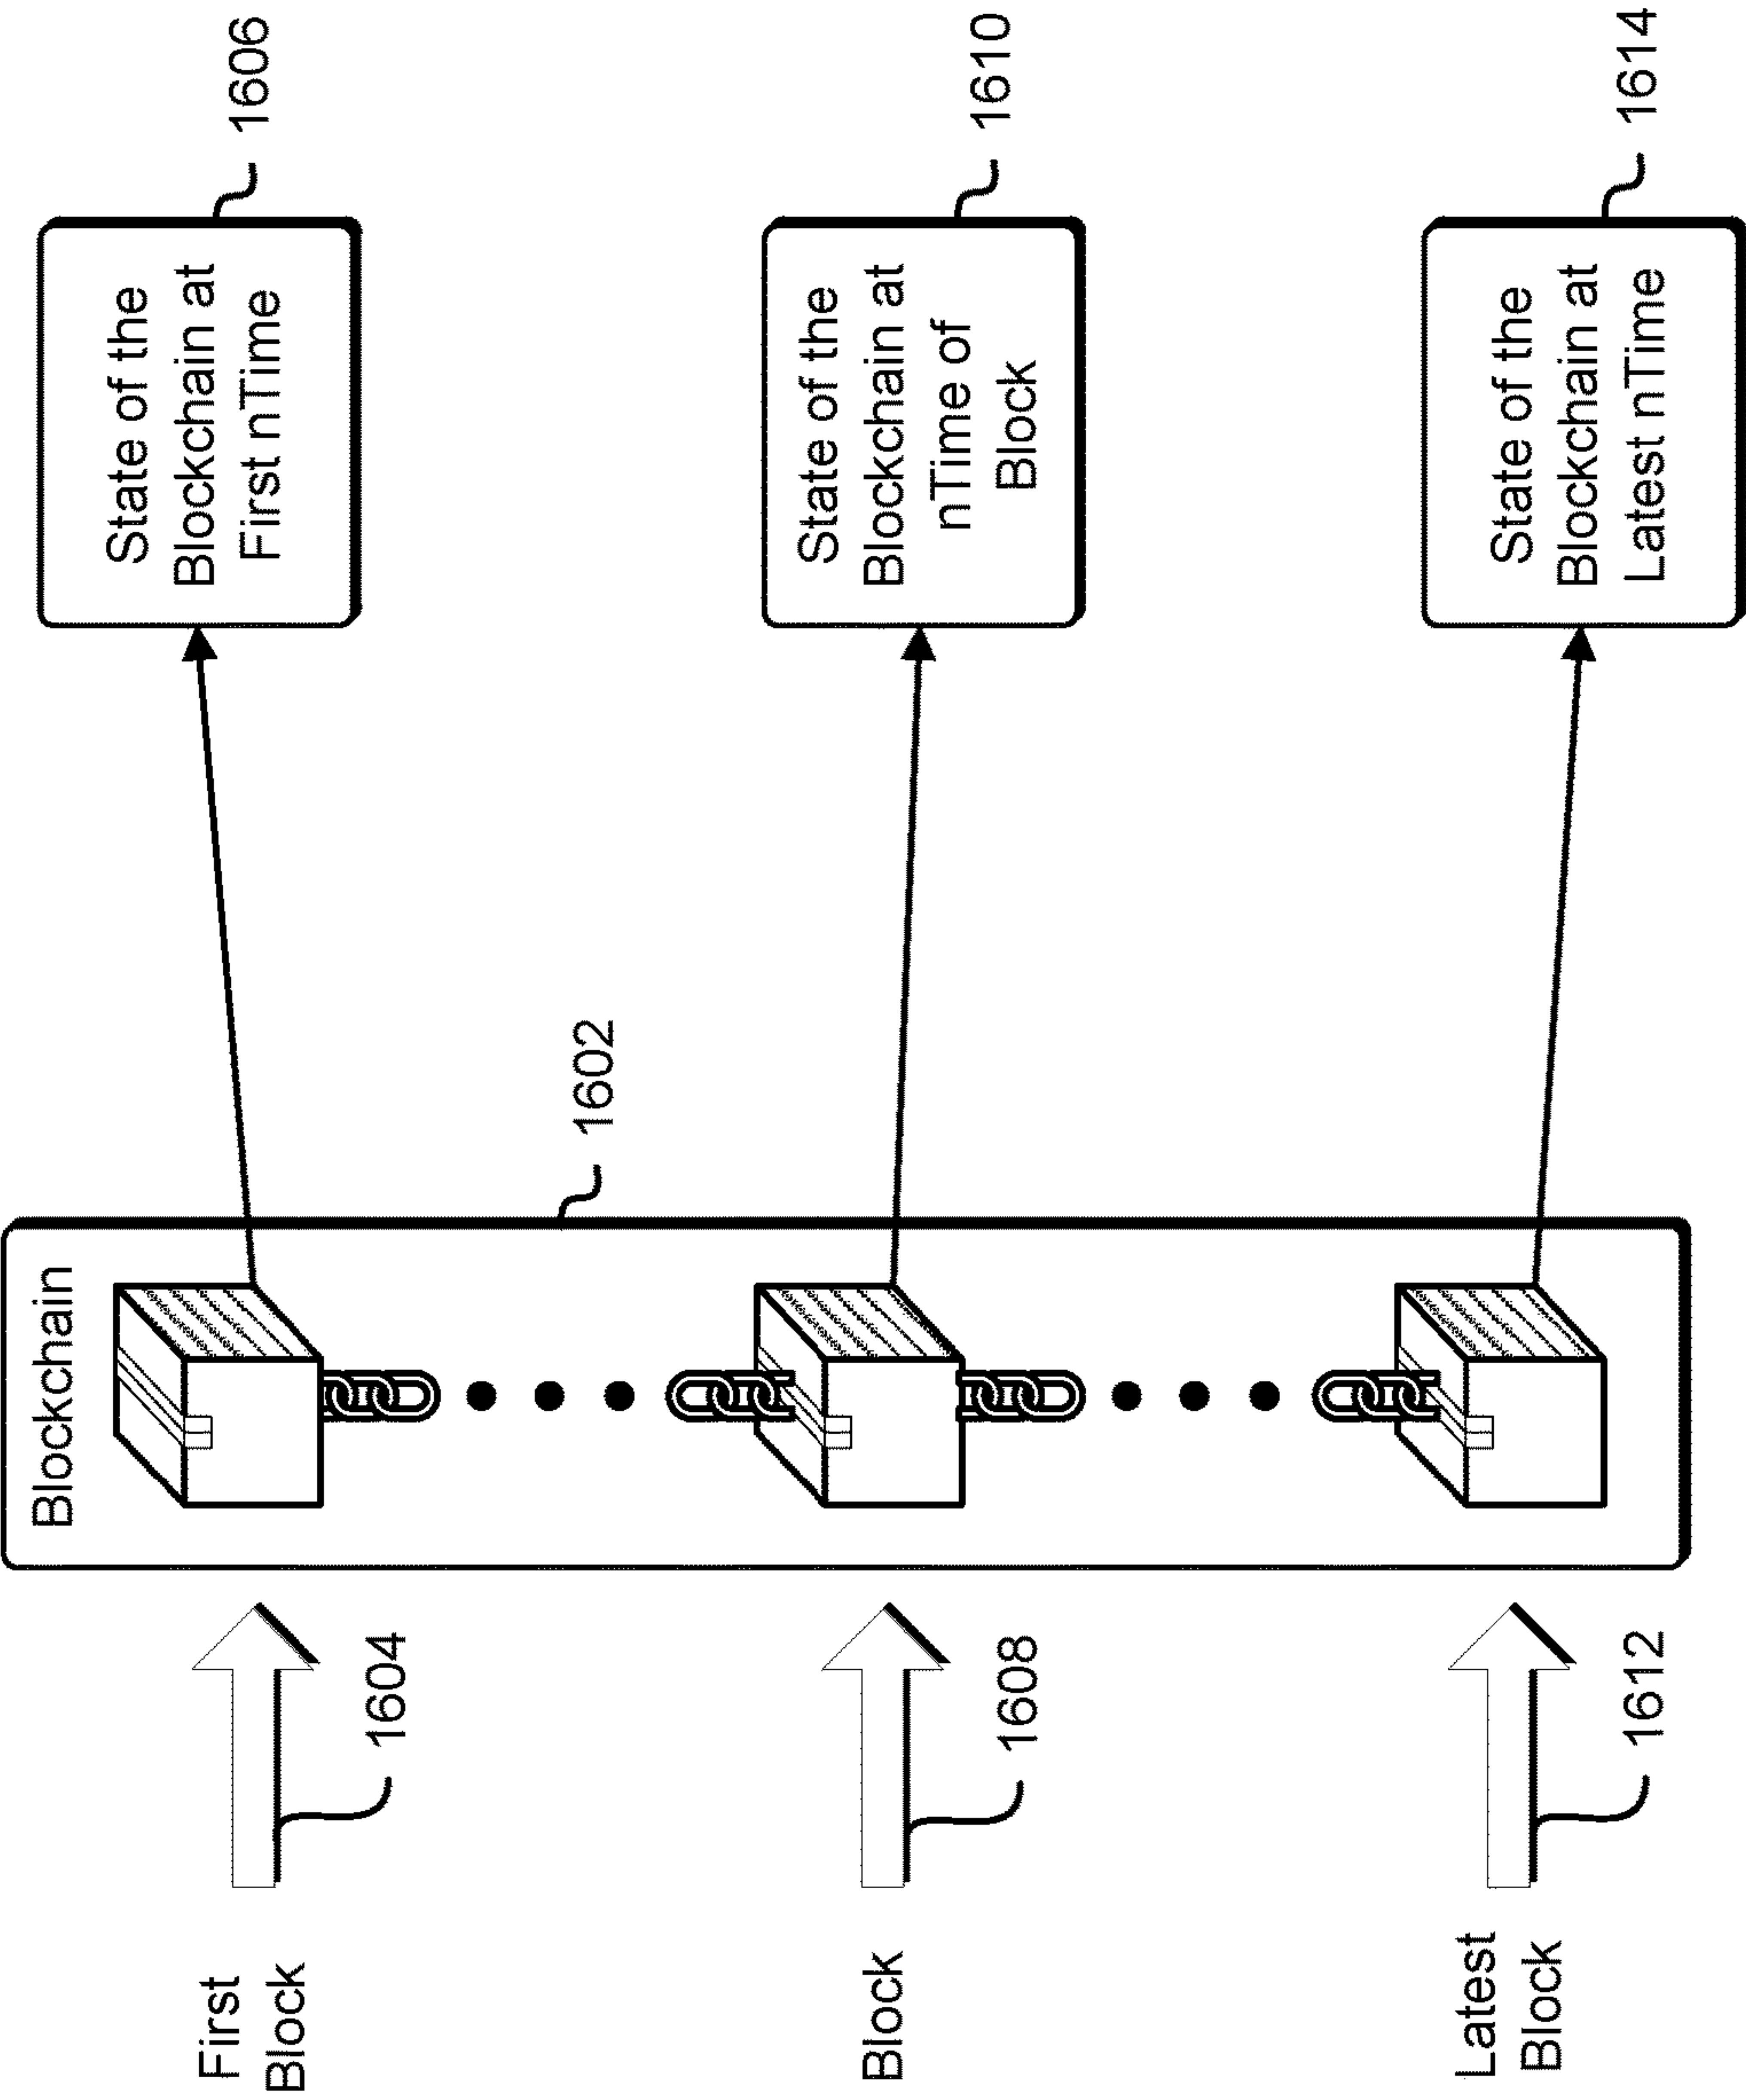 Blockchain
First
Block
1604
State of the
Blockchain at
First nTime
1606
1602
Block
1608
State of the
Blockchain at
nTime of
Block
1610
Latest
Block
1612
State of the
Blockchain at
Latest nTime
1614